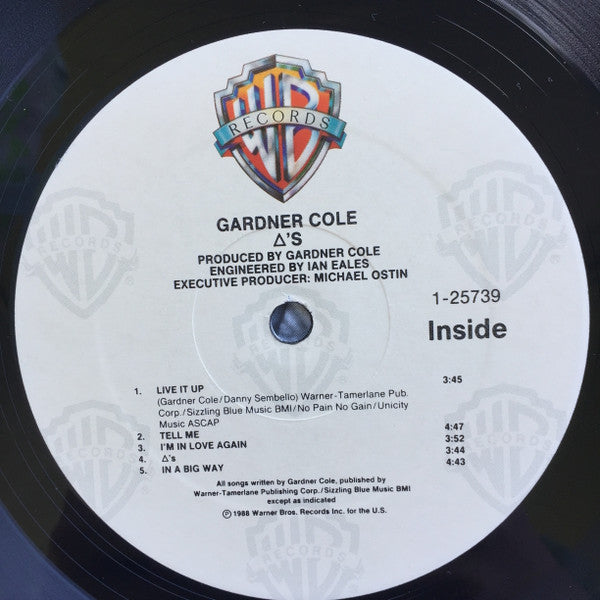 WB
RECORDS
GARDNER COLE
Δ'S
PRODUCED BY GARDNER COLE
ENGINEERED BY IAN EALES
EXECUTIVE PRODUCER: MICHAEL OSTIN
1-25739
Inside
1. LIVE IT UP 3:45
(Gardner Cole/Danny Sembello) Warner-Tamerlane Pub.
Corp./Sizzling Blue Music BMI/No Pain No Gain/Unicity
Music ASCAP
2. TELL ME 4:47
3. I'M IN LOVE AGAIN 3:52
4. Δ's 3:44
5. IN A BIG WAY 4:43
All songs written by Gardner Cole, published by
Warner-Tamerlane Publishing Corp./Sizzling Blue Music BMI
except as indicated
℗ 1988 Warner Bros. Records Inc. for the U.S.